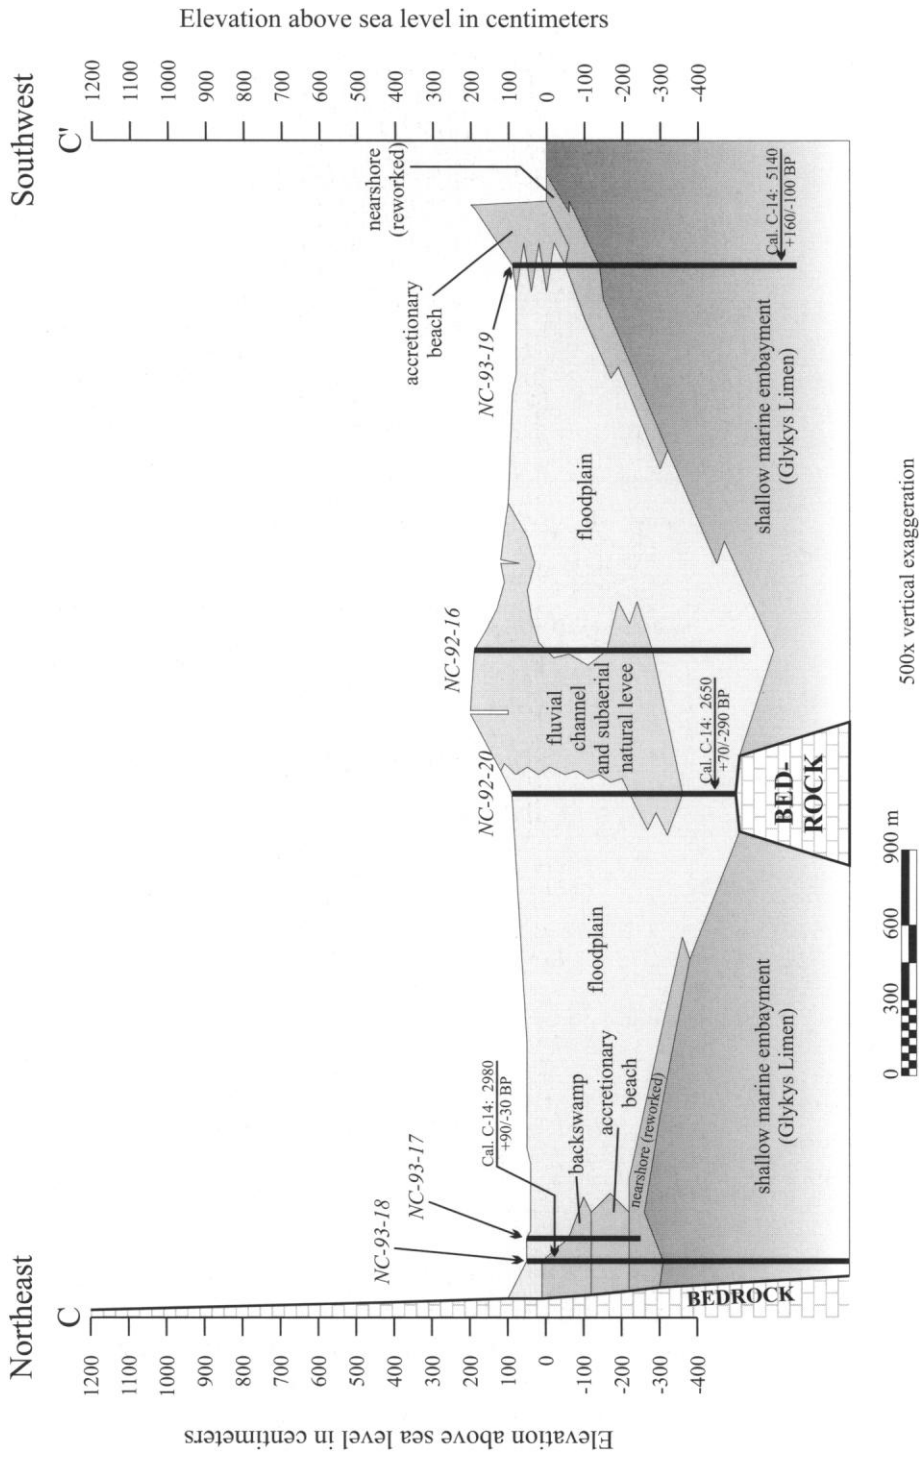 Northeast
Southwest
C
C'
Elevation above sea level in centimeters
1200
1100
1000
900
800
700
600
500
400
300
200
100
0
-100
-200
-300
-400
Elevation above sea level in centimeters
1200
1100
1000
900
800
700
600
500
400
300
200
100
0
-100
-200
-300
-400
NC-93-18
NC-93-17
Cal. C-14: 2980
+90/-30 BP
backswamp
accretionary
beach
nearshore (reworked)
BEDROCK
shallow marine embayment
(Glykys Limen)
floodplain
NC-92-20
fluvial
channel
and subaerial
natural levee
Cal. C-14: 2650
+70/-290 BP
BED-
ROCK
NC-92-16
floodplain
shallow marine embayment
(Glykys Limen)
NC-93-19
accretionary
beach
nearshore
(reworked)
Cal. C-14: 5140
+160/-100 BP
0 300 600 900 m
500x vertical exaggeration